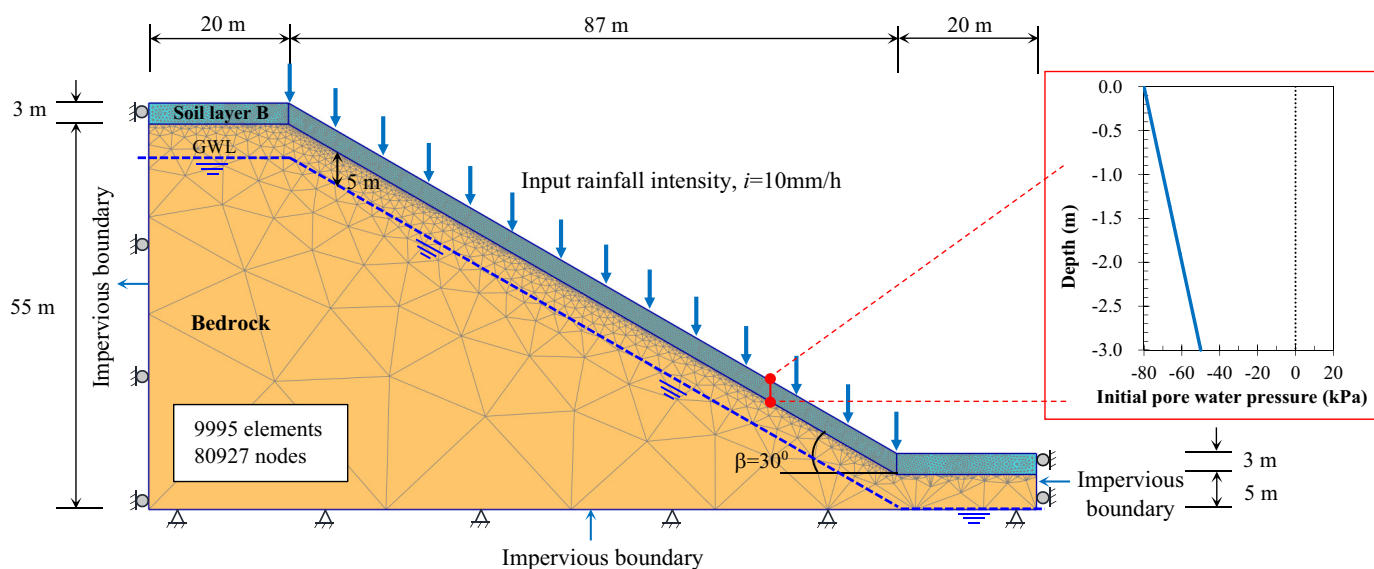 20 m
87 m
20 m
3 m
Soil layer B
GWL
5 m
Input rainfall intensity, i=10mm/h
Impervious boundary
55 m
Bedrock
9995 elements
80927 nodes
β=30⁰
Impervious boundary
Impervious
boundary
3 m
5 m
0.0
-0.5
-1.0
-1.5
-2.0
-2.5
-3.0
Depth (m)
-80 -60 -40 -20 0 20
Initial pore water pressure (kPa)